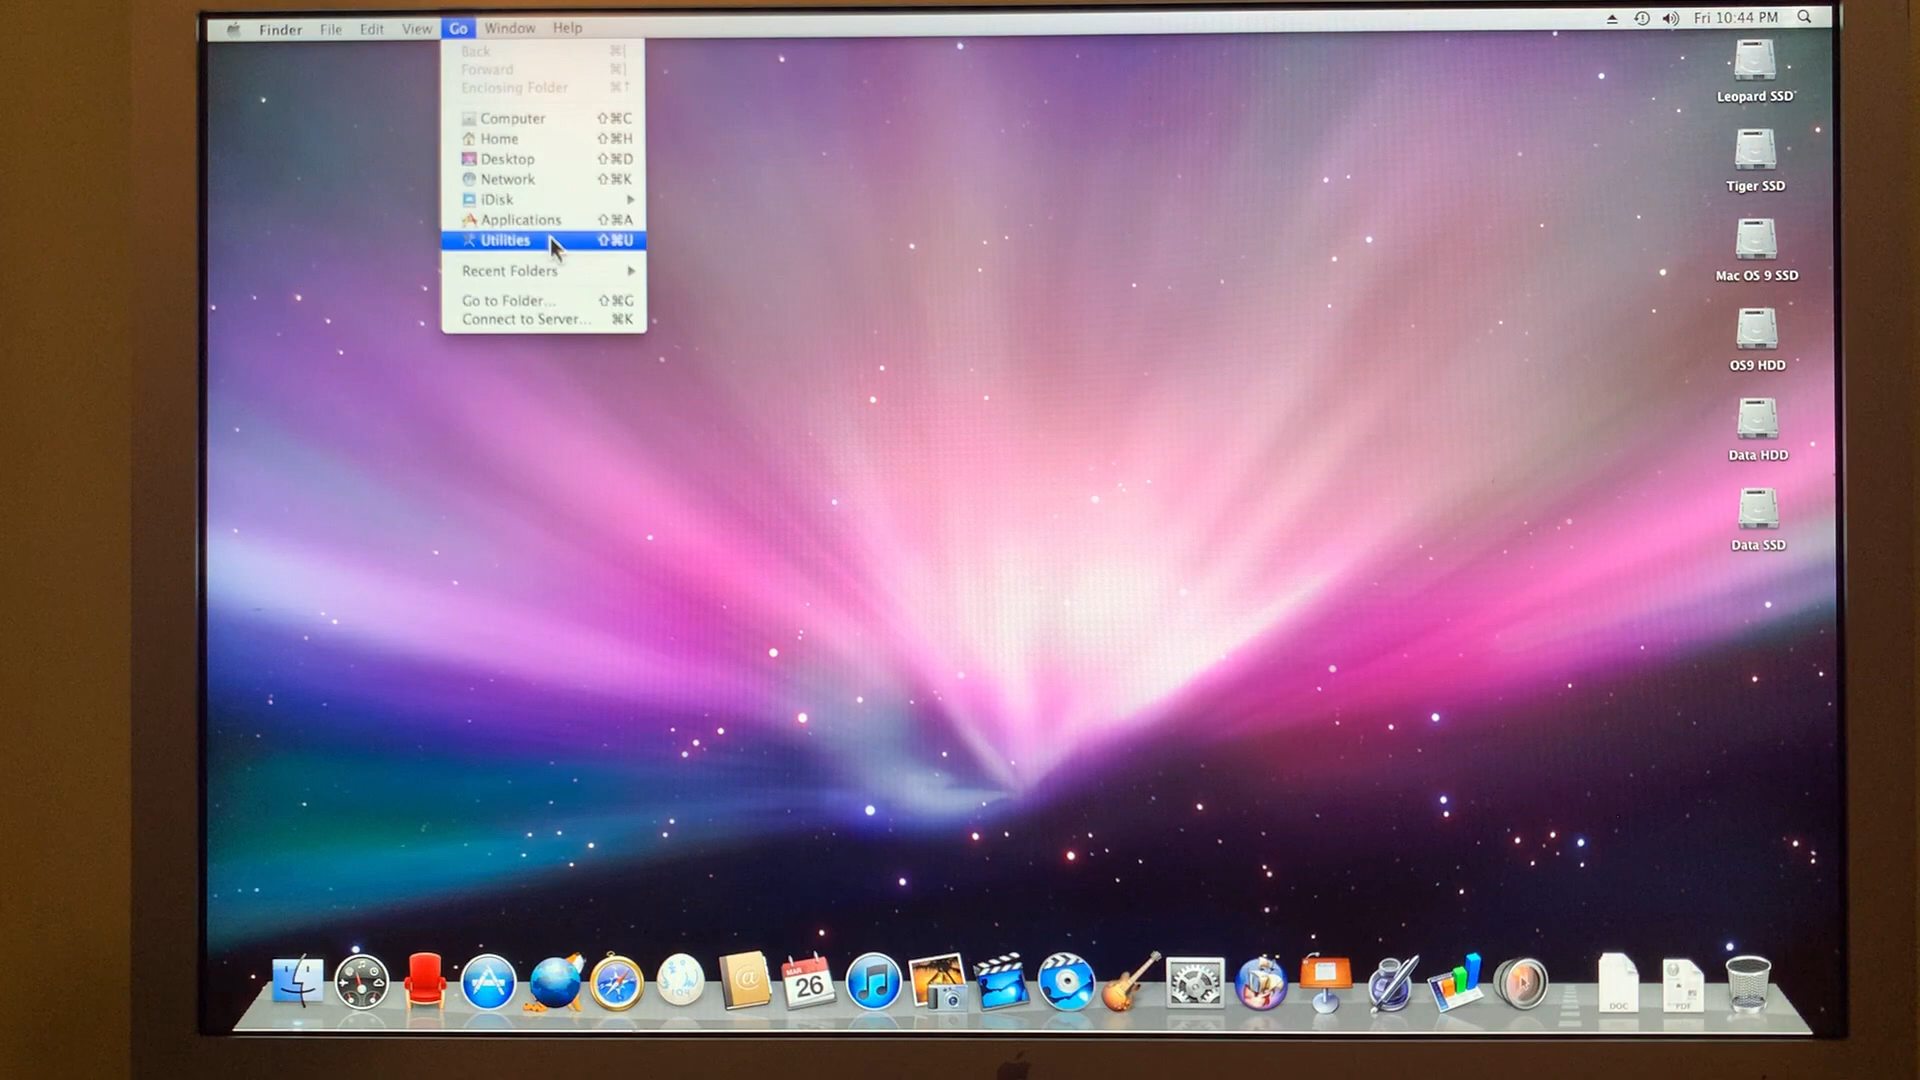 Finder File Edit View Go Window Help Fri 10:44 PM
Back ⌘[
Forward ⌘]
Enclosing Folder ⌘↑
Computer ⇧⌘C
Home ⇧⌘H
Desktop ⇧⌘D
Network ⇧⌘K
iDisk
Applications ⇧⌘A
Utilities ⇧⌘U
Recent Folders
Go to Folder... ⇧⌘G
Connect to Server... ⌘K
Leopard SSD
Tiger SSD
Mac OS 9 SSD
OS9 HDD
Data HDD
Data SSD
@
MAR
26
DOC
PDF